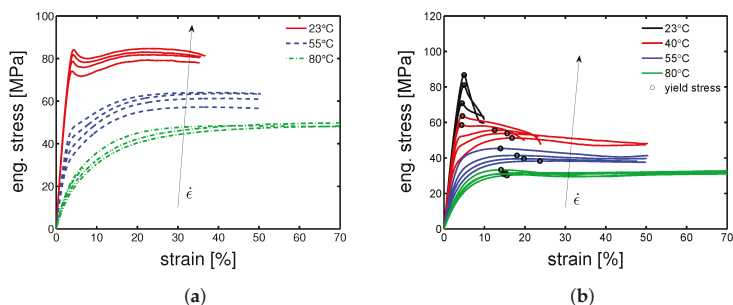 100
80
60
40
20
0
0 10 20 30 40 50 60 70
eng. stress [MPa]
strain [%]
23°C
55°C
80°C
ε̇
(a)
120
100
80
60
40
20
0
0 10 20 30 40 50 60 70
eng. stress [MPa]
strain [%]
23°C
40°C
55°C
80°C
yield stress
ε̇
(b)